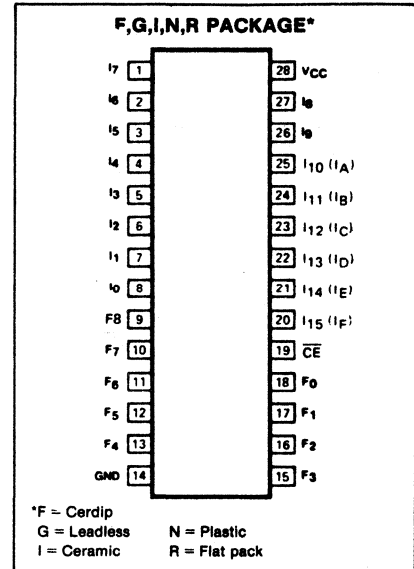 F,G,I,N,R PACKAGE*
I7 1 28 VCC
I6 2 27 I8
I5 3 26 I9
I4 4 25 I10 (IA)
I3 5 24 I11 (IB)
I2 6 23 I12 (IC)
I1 7 22 I13 (ID)
I0 8 21 I14 (IE)
F8 9 20 I15 (IF)
F7 10 19 C̅E̅
F6 11 18 F0
F5 12 17 F1
F4 13 16 F2
GND 14 15 F3
*F = Cerdip
G = Leadless N = Plastic
I = Ceramic R = Flat pack